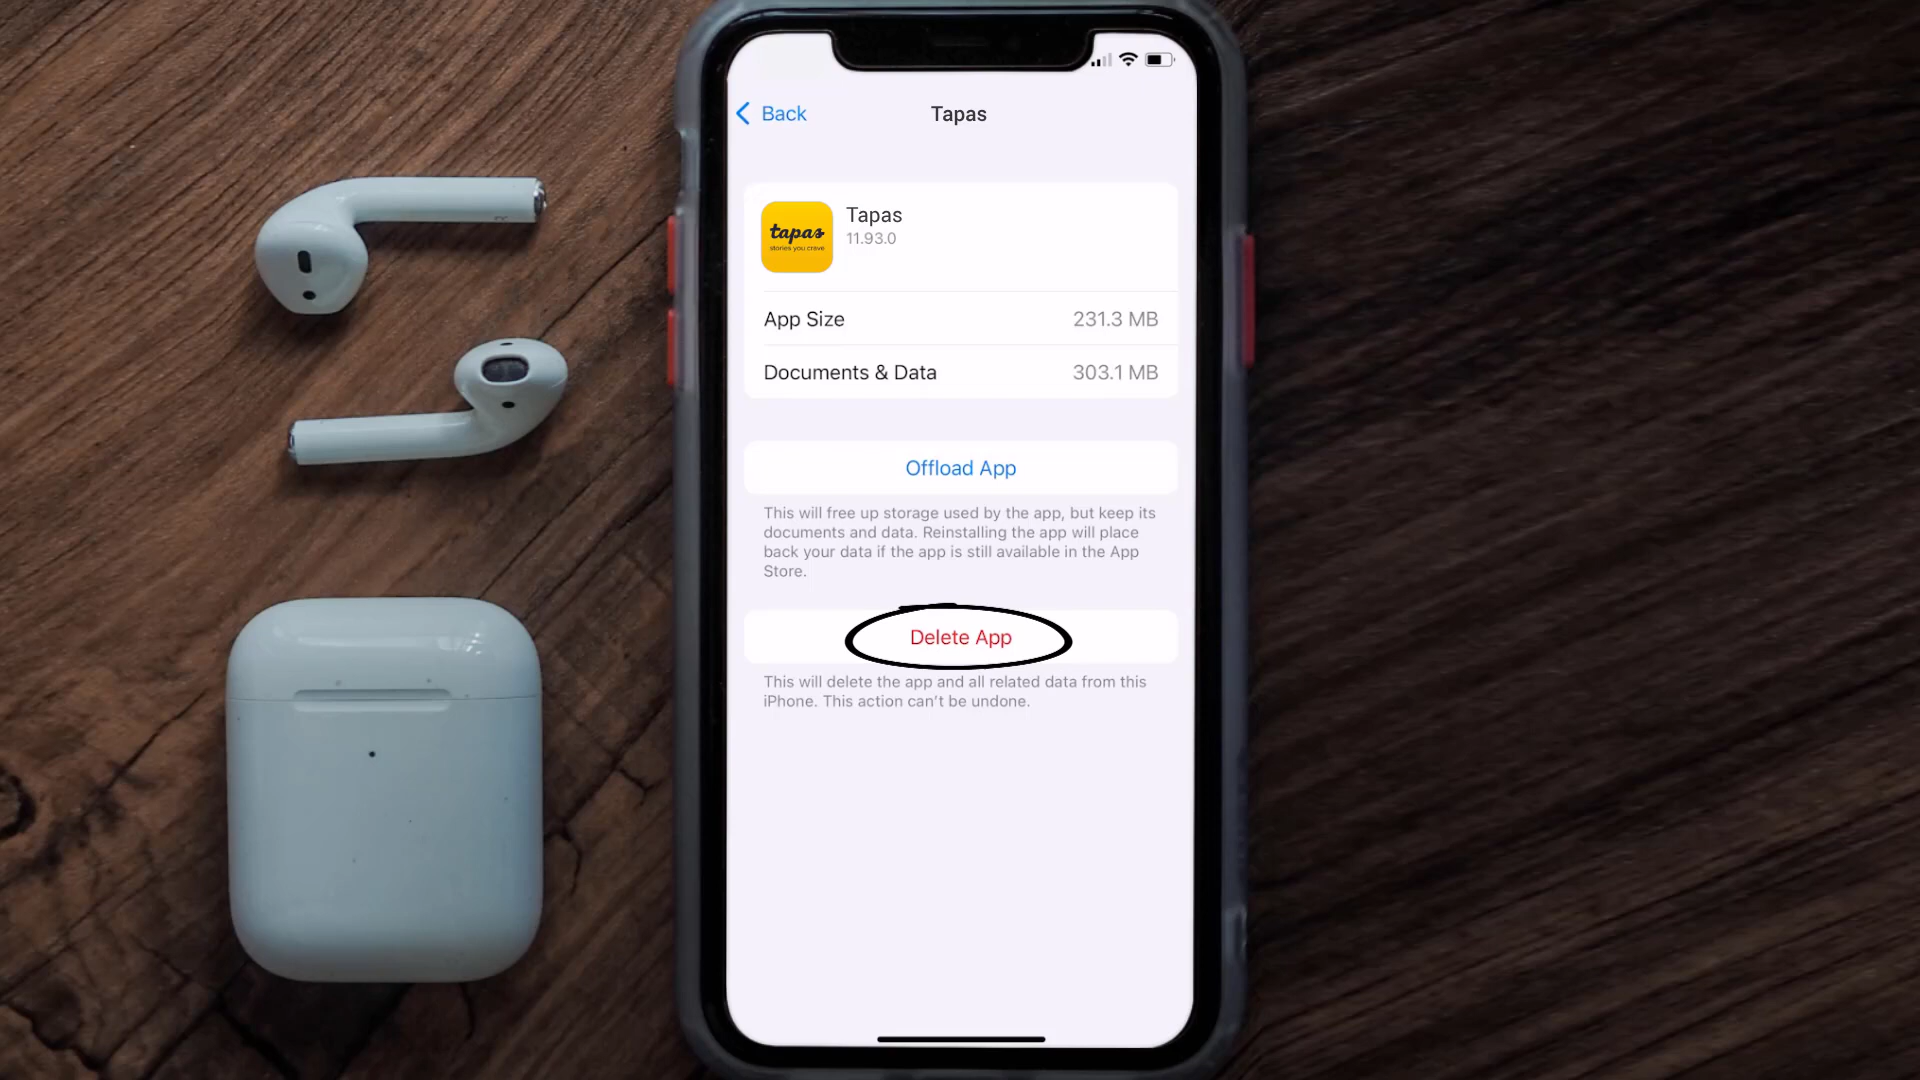 Back
Tapas
tapas
stories you crave
Tapas
11.93.0
App Size
231.3 MB
Documents & Data
303.1 MB
Offload App
This will free up storage used by the app, but keep its
documents and data. Reinstalling the app will place
back your data if the app is still available in the App
Store.
Delete App
This will delete the app and all related data from this
iPhone. This action can't be undone.